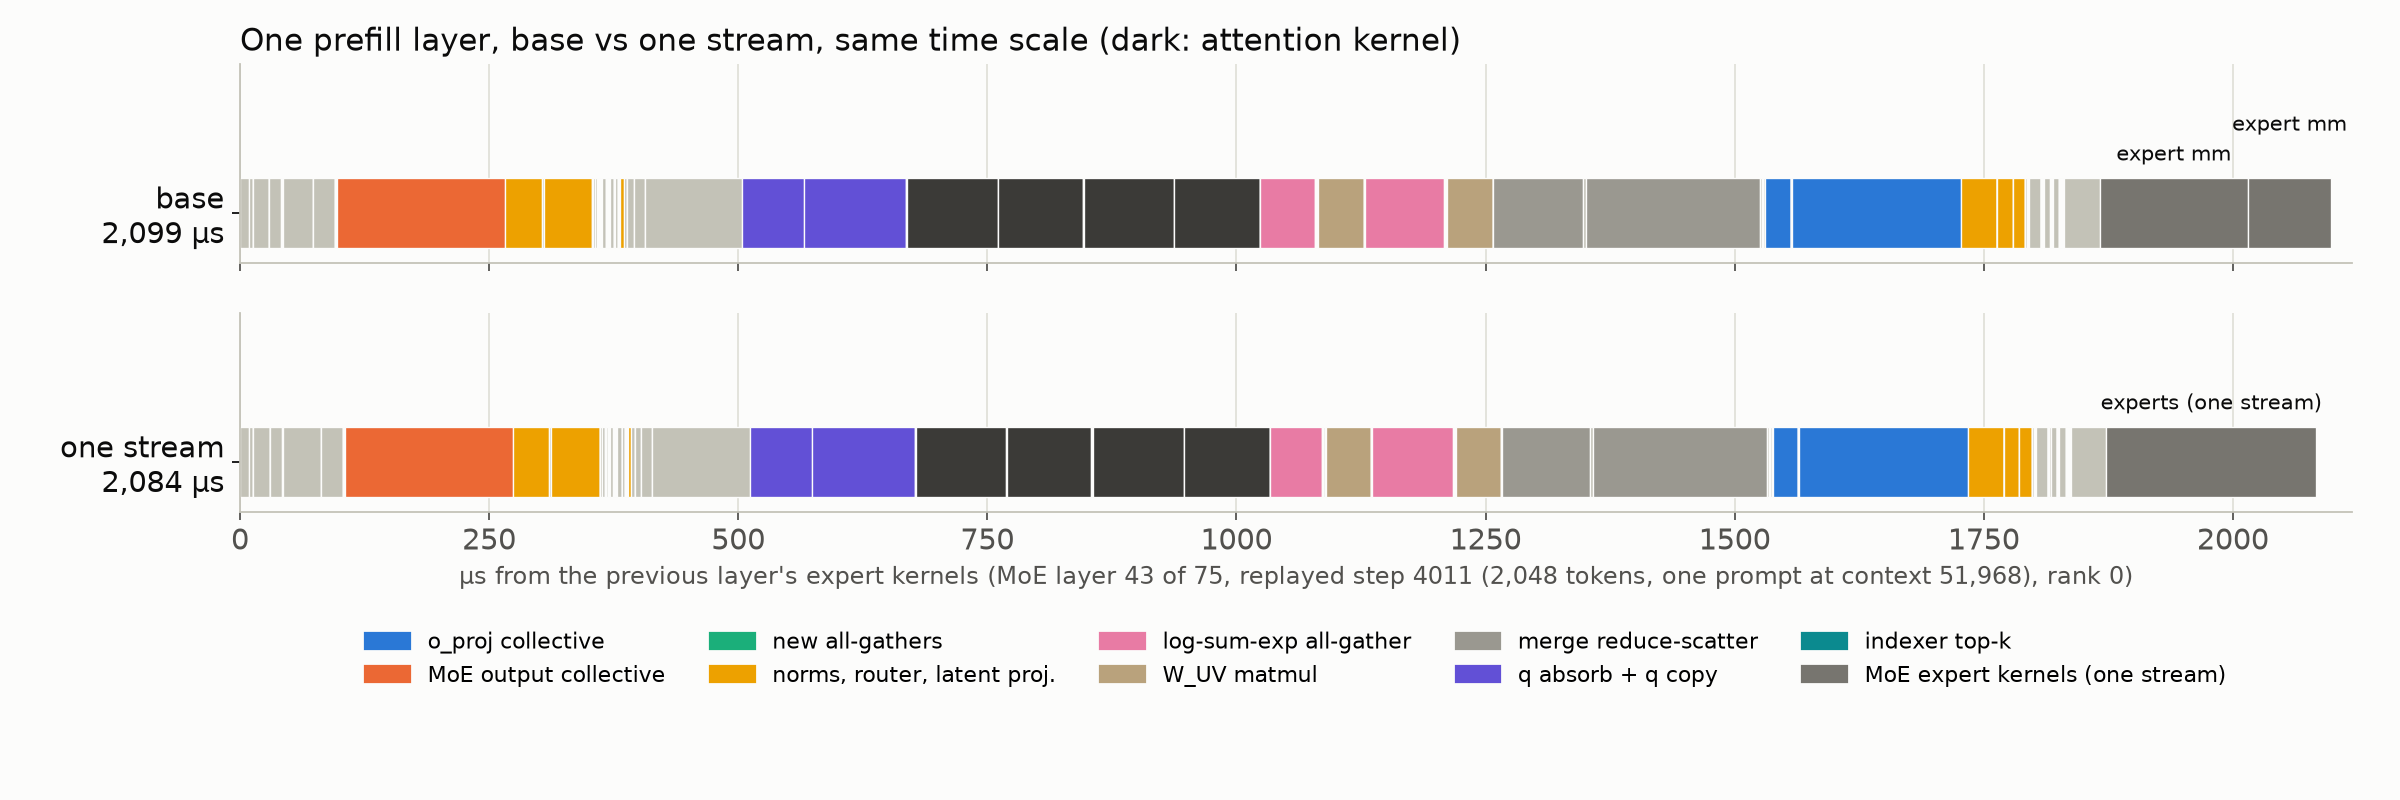 One prefill layer, base vs one stream, same time scale (dark: attention kernel)
expert mm
expert mm
base
2,099 µs
experts (one stream)
one stream
2,084 µs
0 250 500 750 1000 1250 1500 1750 2000
µs from the previous layer's expert kernels (MoE layer 43 of 75, replayed step 4011 (2,048 tokens, one prompt at context 51,968), rank 0)
o_proj collective new all-gathers log-sum-exp all-gather merge reduce-scatter indexer top-k
MoE output collective norms, router, latent proj. W_UV matmul q absorb + q copy MoE expert kernels (one stream)